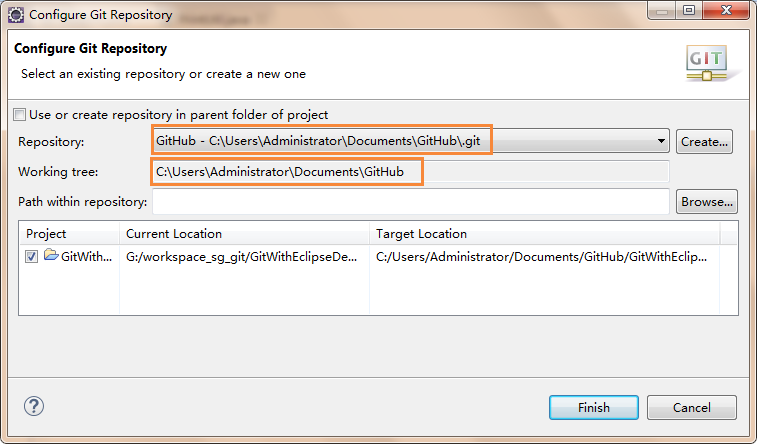 Configure Git Repository
Configure Git Repository
Select an existing repository or create a new one
GIT
Use or create repository in parent folder of project
Repository: GitHub - C:\Users\Administrator\Documents\GitHub\.git Create...
Working tree: C:\Users\Administrator\Documents\GitHub
Path within repository: Browse...
Project Current Location Target Location
GitWith... G:/workspace_sg_git/GitWithEclipseDe... C:/Users/Administrator/Documents/GitHub/GitWithEclip...
Finish Cancel